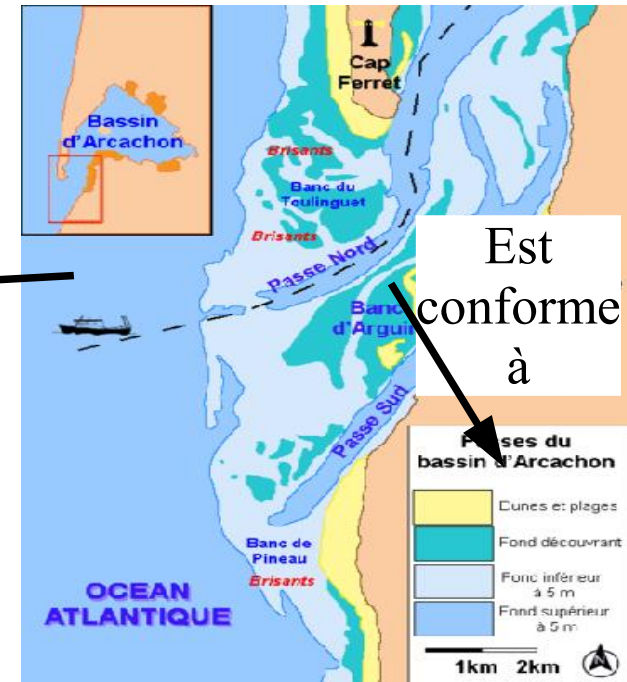 Cap
Ferret
Bassin
d'Arcachon
Brisants
Banc du
Toulinguet
Brisants
Passe Nord
Est
conforme
à
Banc
d'Arguin
Passe Sud
Passes du
bassin d'Arcachon
Dunes et plages
Fond découvrant
Fond inférieur
à 5 m
Fond supérieur
à 5 m
Banc de
Pineau
Brisants
OCEAN
ATLANTIQUE
1km 2km